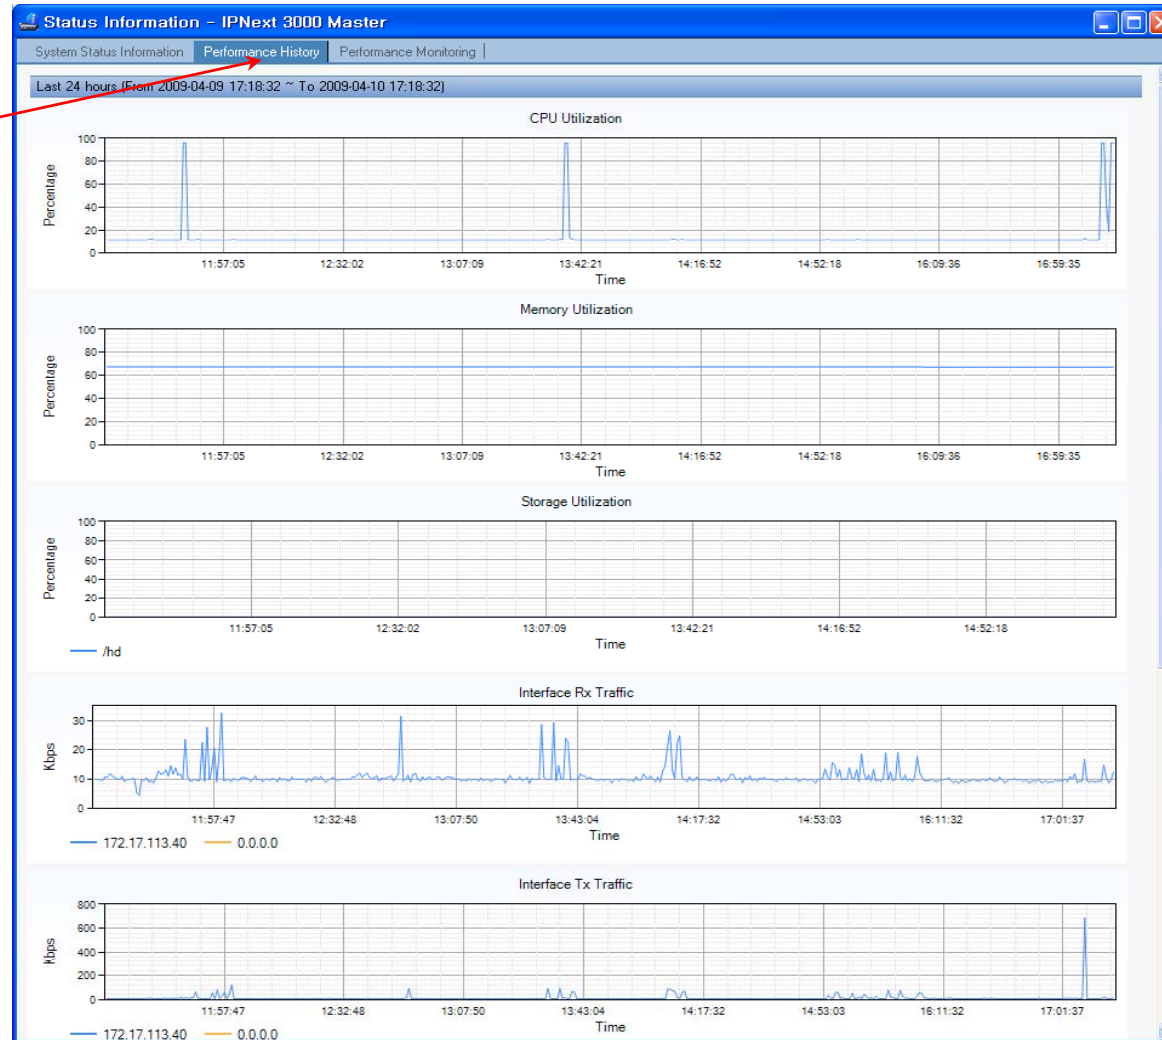 Status Information - IPNext 3000 Master
System Status Information Performance History Performance Monitoring
Last 24 hours (From 2009-04-09 17:18:32 ~ To 2009-04-10 17:18:32)
CPU Utilization
100
80
60
40
20
0
Percentage
11:57:05 12:32:02 13:07:09 13:42:21 14:16:52 14:52:18 16:09:36 16:59:35
Time
Memory Utilization
100
80
60
40
20
0
Percentage
11:57:05 12:32:02 13:07:09 13:42:21 14:16:52 14:52:18 16:09:36 16:59:35
Time
Storage Utilization
100
80
60
40
20
0
Percentage
11:57:05 12:32:02 13:07:09 13:42:21 14:16:52 14:52:18
Time
/hd
Interface Rx Traffic
30
20
10
0
Kbps
11:57:47 12:32:48 13:07:50 13:43:04 14:17:32 14:53:03 16:11:32 17:01:37
Time
172.17.113.40 0.0.0.0
Interface Tx Traffic
800
600
400
200
0
Kbps
11:57:47 12:32:48 13:07:50 13:43:04 14:17:32 14:53:03 16:11:32 17:01:37
Time
172.17.113.40 0.0.0.0